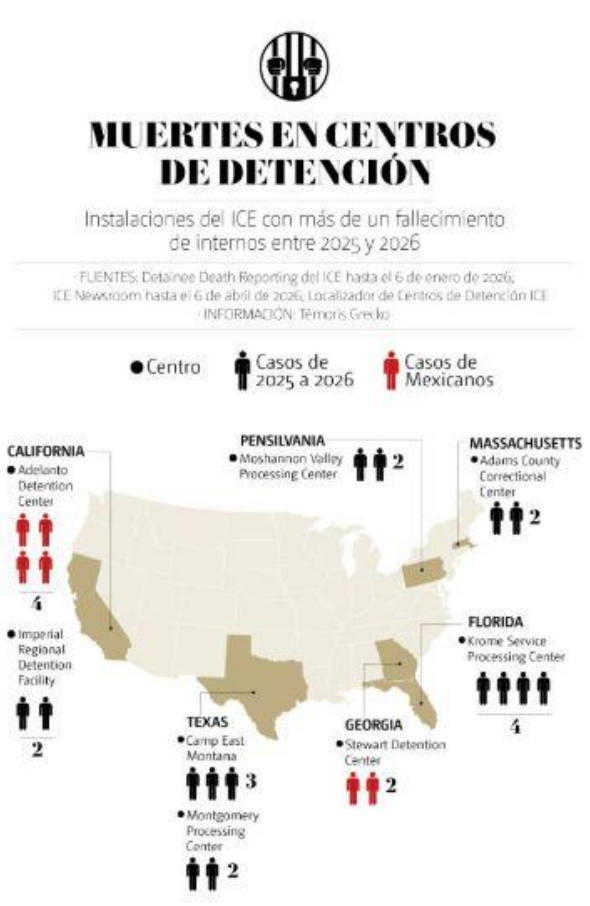 MUERTES EN CENTROS
DE DETENCIÓN
Instalaciones del ICE con más de un fallecimiento
de internos entre 2025 y 2026
· FUENTES: Detainee Death Reporting del ICE hasta el 6 de enero de 2026;
ICE Newsroom hasta el 6 de abril de 2026; Localizador de Centros de Detención ICE
· INFORMACIÓN: Témoris Grecko
Centro
Casos de
2025 a 2026
Casos de
Mexicanos
CALIFORNIA
Adelanto
Detention
Center
4
Imperial
Regional
Detention
Facility
2
PENSILVANIA
Moshannon Valley
Processing Center
2
MASSACHUSETTS
Adams County
Correctional
Center
2
FLORIDA
Krome Service
Processing Center
4
TEXAS
Camp East
Montana
3
Montgomery
Processing
Center
2
GEORGIA
Stewart Detention
Center
2